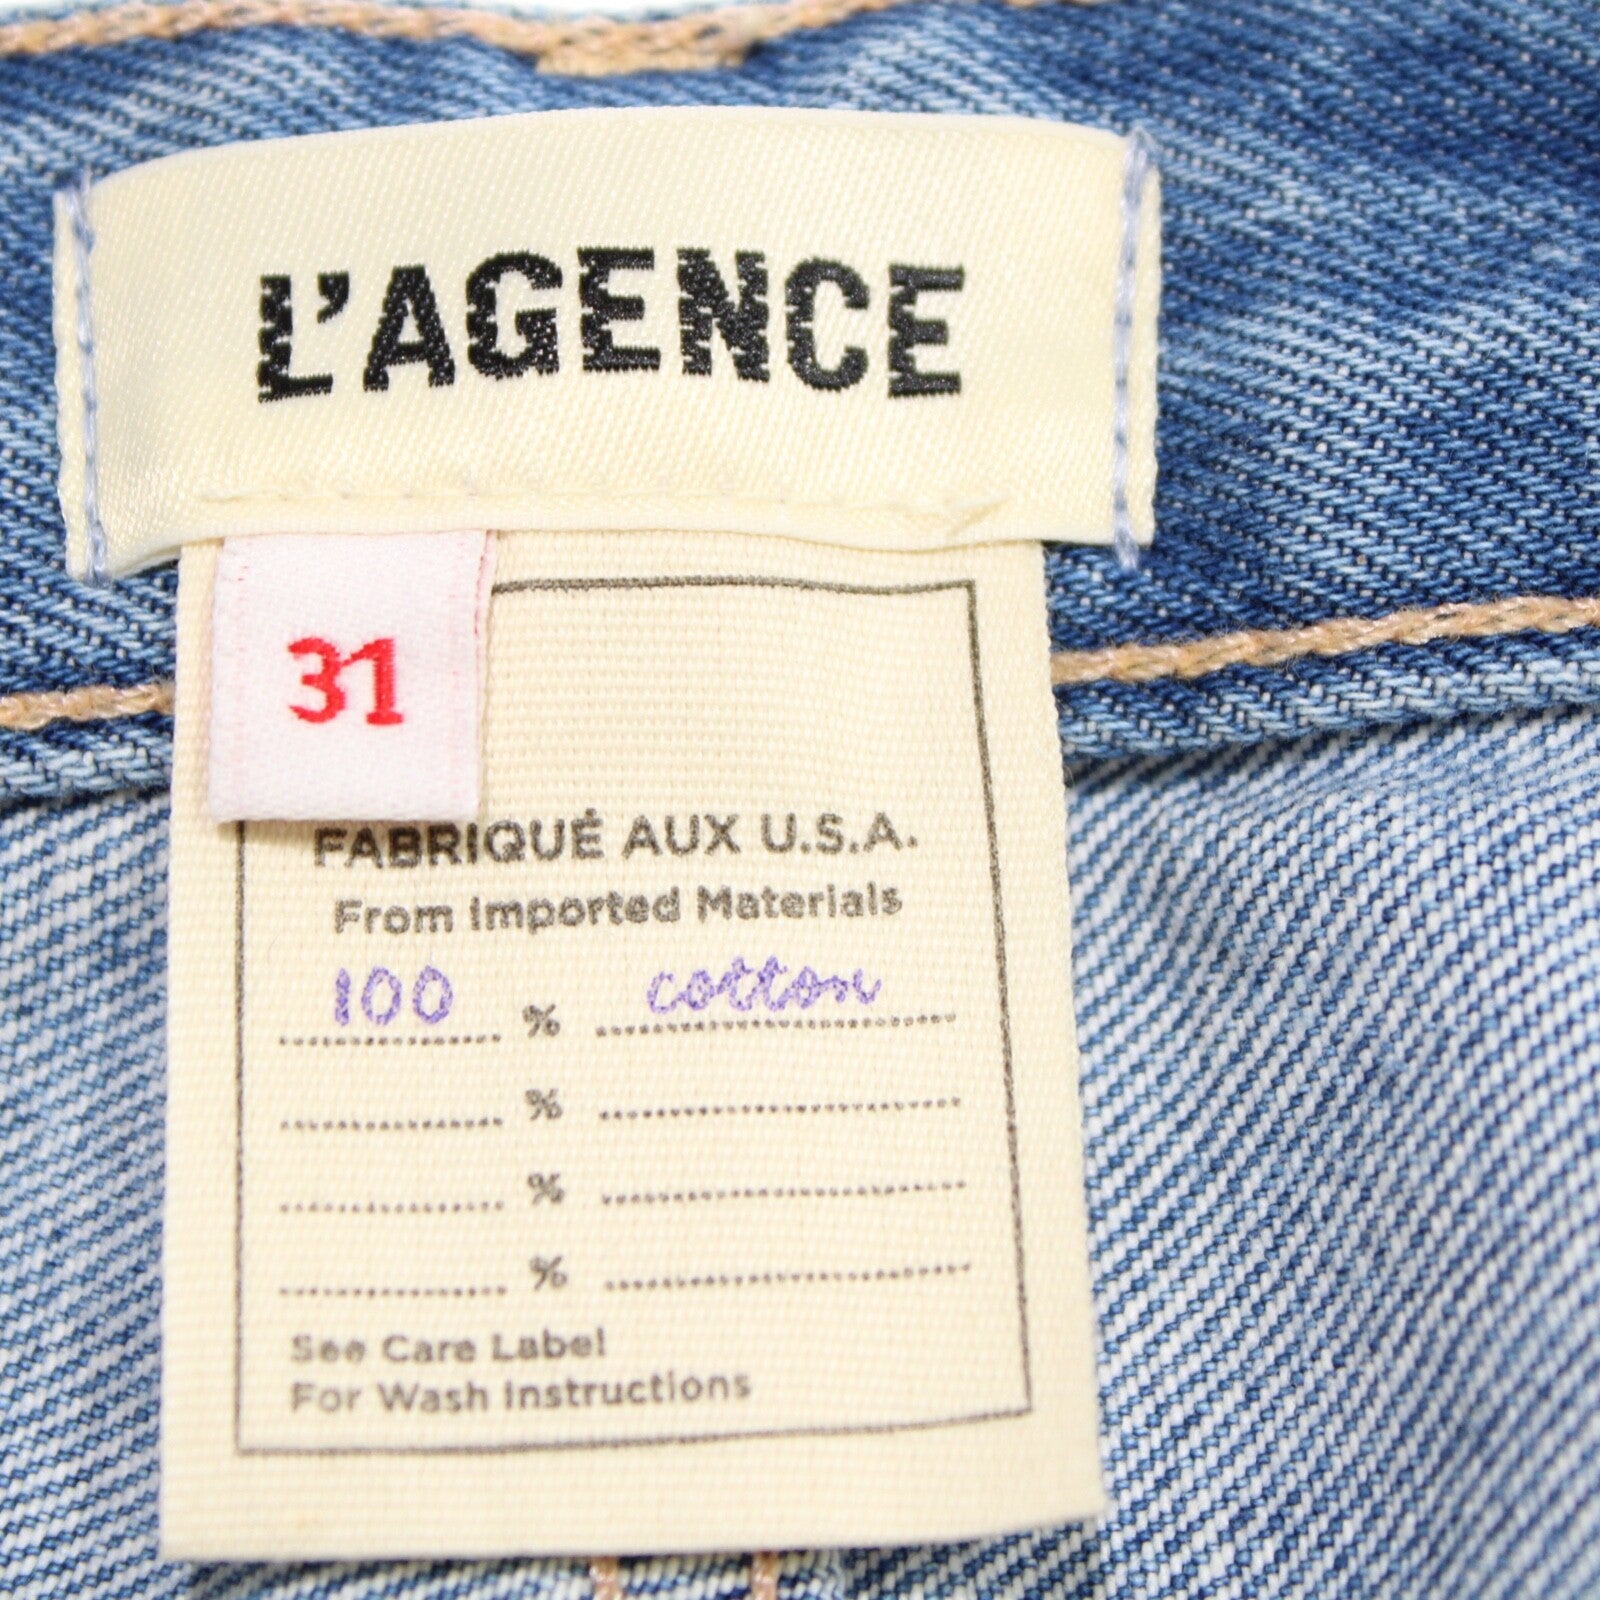 L'AGENCE
31
FABRIQUÉ AUX U.S.A.
From Imported Materials
100 % cotton
%
%
%
See Care Label
For Wash Instructions